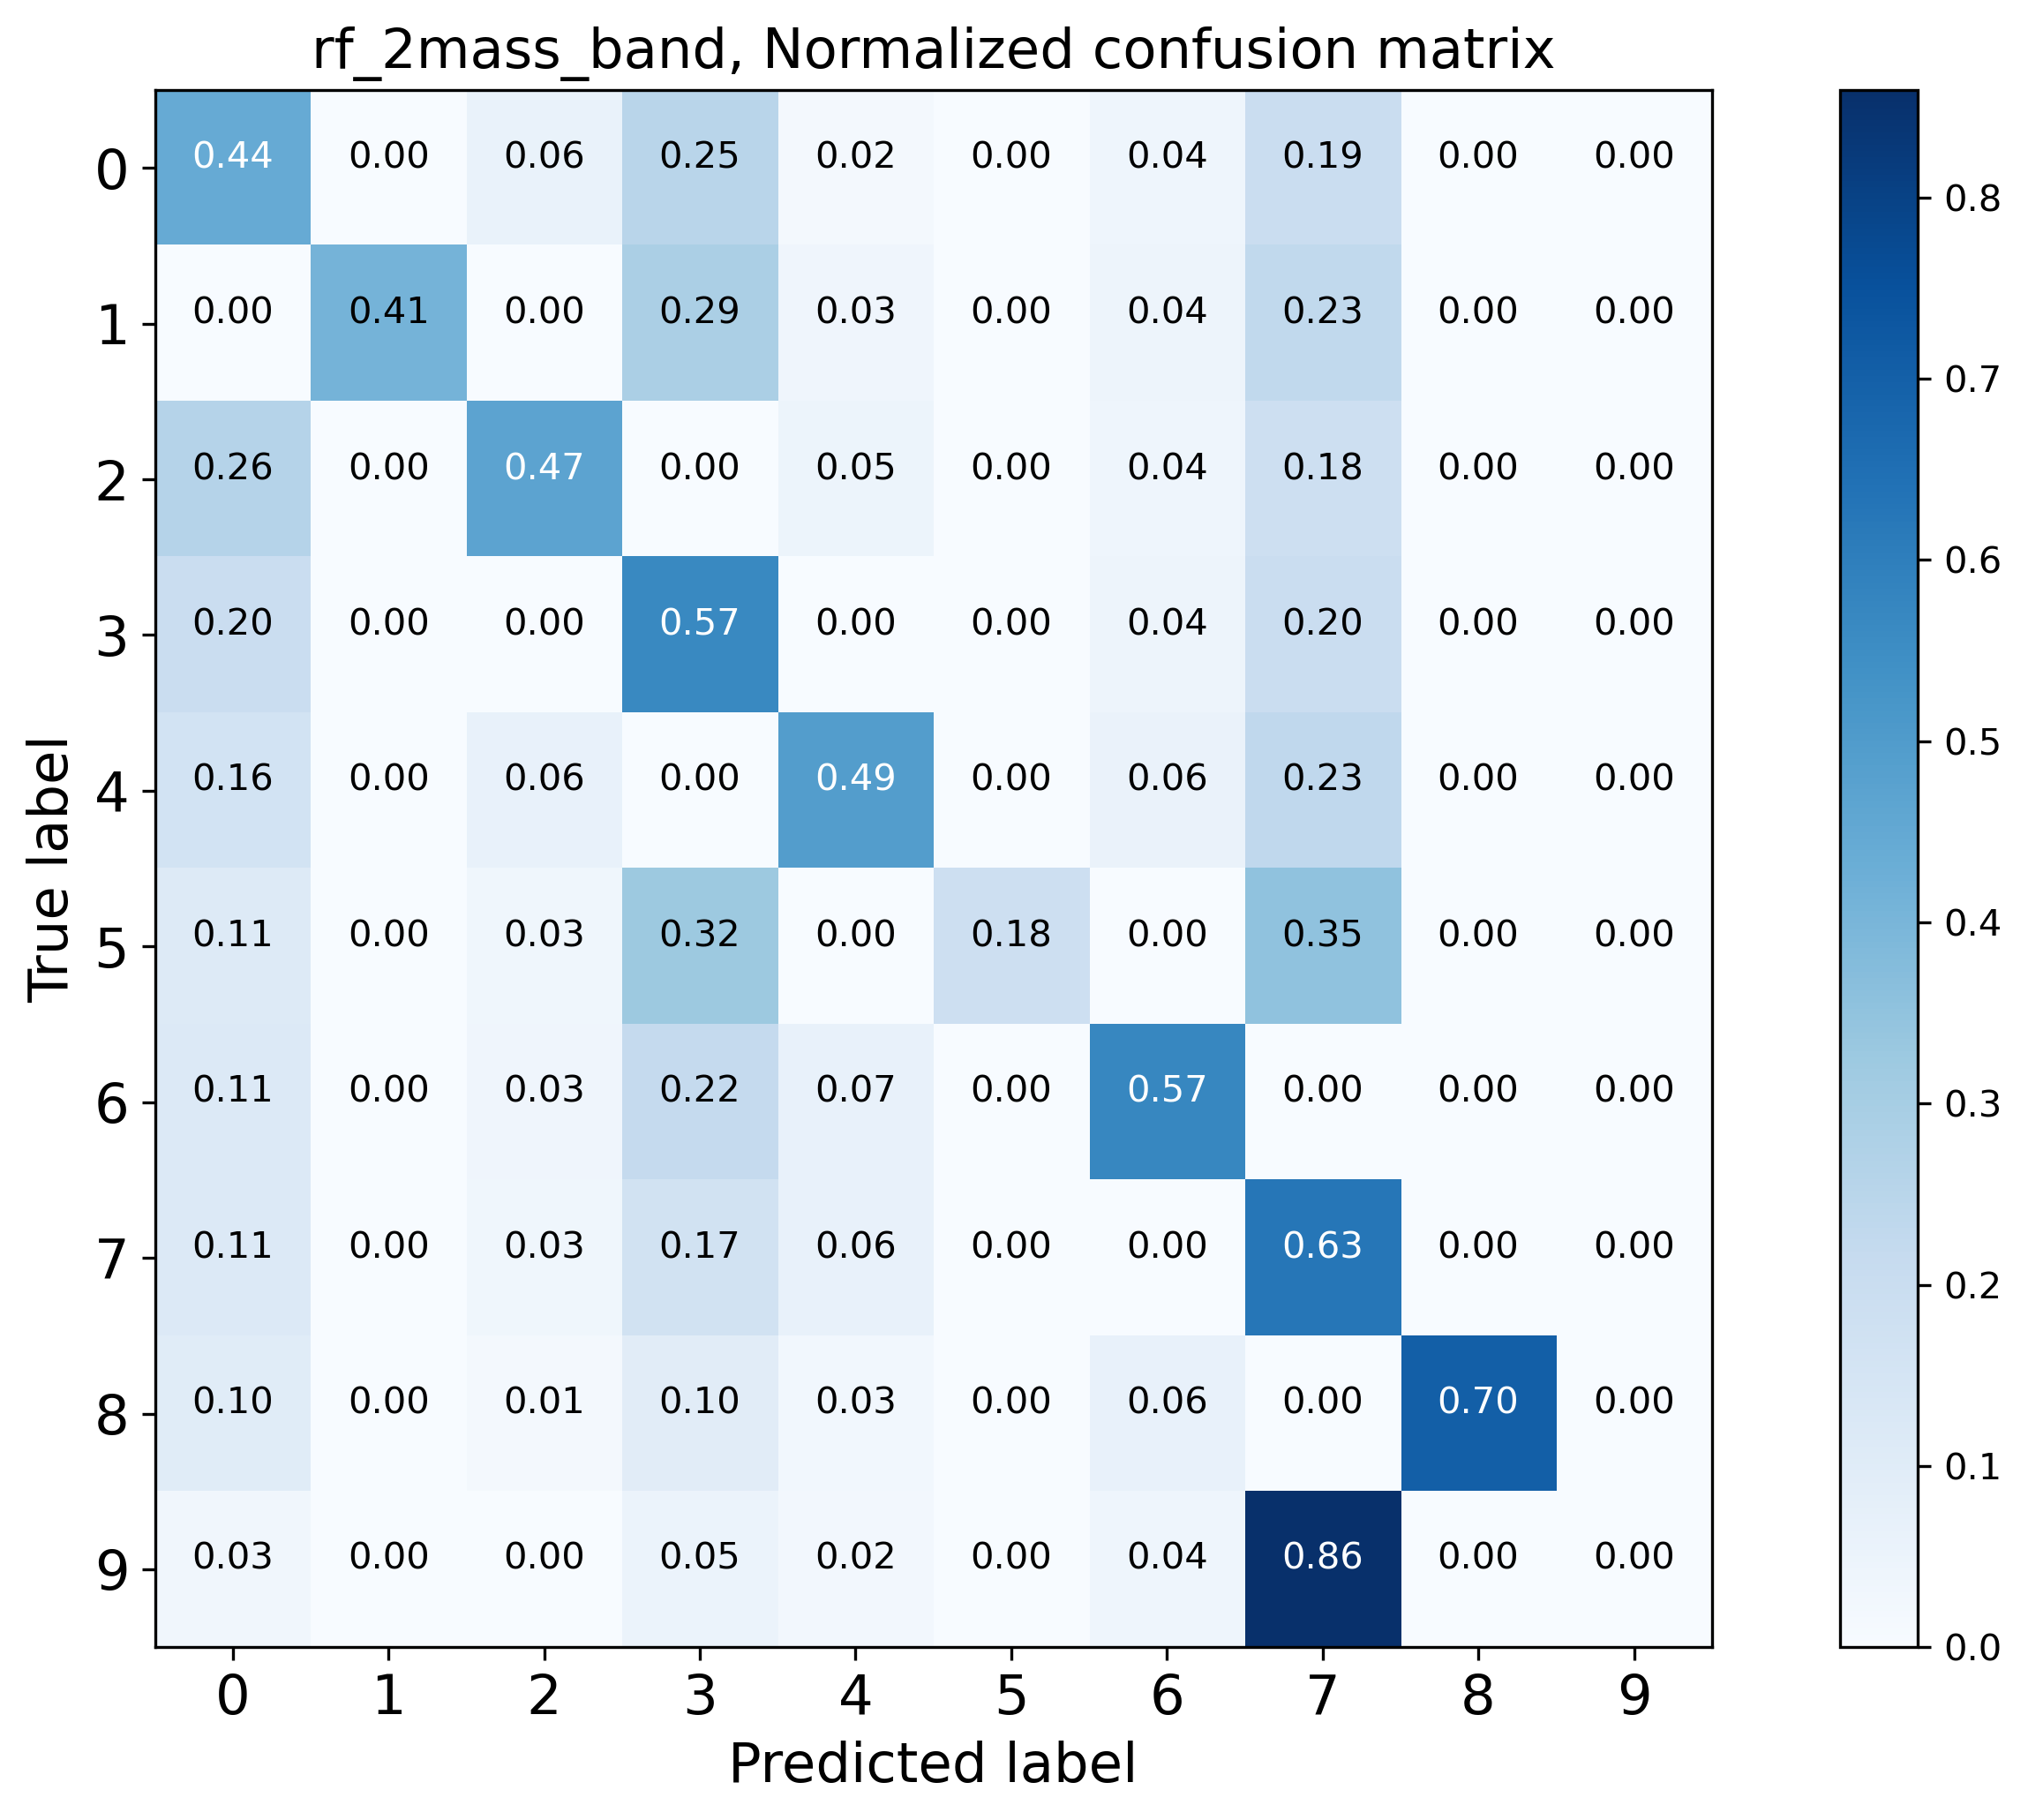 rf_2mass_band, Normalized confusion matrix
True label
0 0.44 0.00 0.06 0.25 0.02 0.00 0.04 0.19 0.00 0.00
1 0.00 0.41 0.00 0.29 0.03 0.00 0.04 0.23 0.00 0.00
2 0.26 0.00 0.47 0.00 0.05 0.00 0.04 0.18 0.00 0.00
3 0.20 0.00 0.00 0.57 0.00 0.00 0.04 0.20 0.00 0.00
4 0.16 0.00 0.06 0.00 0.49 0.00 0.06 0.23 0.00 0.00
5 0.11 0.00 0.03 0.32 0.00 0.18 0.00 0.35 0.00 0.00
6 0.11 0.00 0.03 0.22 0.07 0.00 0.57 0.00 0.00 0.00
7 0.11 0.00 0.03 0.17 0.06 0.00 0.00 0.63 0.00 0.00
8 0.10 0.00 0.01 0.10 0.03 0.00 0.06 0.00 0.70 0.00
9 0.03 0.00 0.00 0.05 0.02 0.00 0.04 0.86 0.00 0.00
0 1 2 3 4 5 6 7 8 9
Predicted label
0.8
0.7
0.6
0.5
0.4
0.3
0.2
0.1
0.0